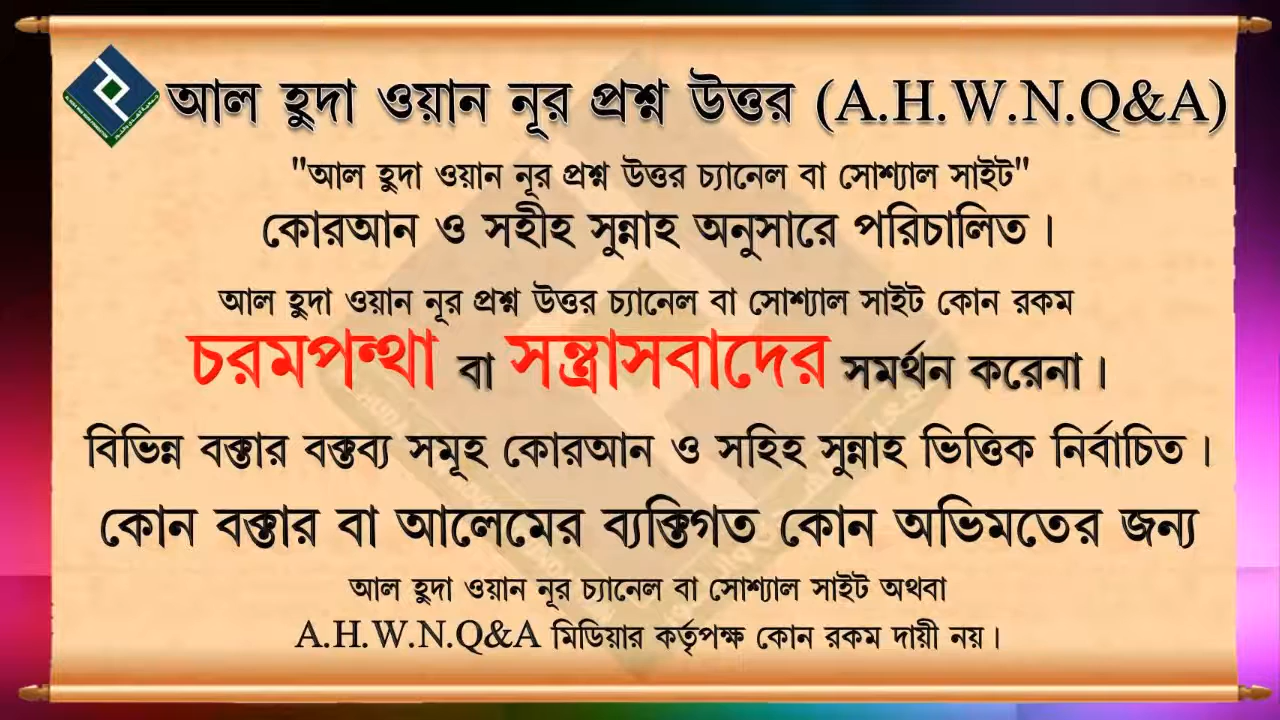 আল হুদা ওয়ান নূর প্রশ্ন উত্তর (A.H.W.N.Q&A)
"আল হুদা ওয়ান নূর প্রশ্ন উত্তর চ্যানেল বা সোশ্যাল সাইট"
কোরআন ও সহীহ সুন্নাহ অনুসারে পরিচালিত।
আল হুদা ওয়ান নূর প্রশ্ন উত্তর চ্যানেল বা সোশ্যাল সাইট কোন রকম
চরমপন্থা বা সন্ত্রাসবাদের সমর্থন করেনা।
বিভিন্ন বক্তার বক্তব্য সমূহ কোরআন ও সহিহ সুন্নাহ ভিত্তিক নির্বাচিত।
কোন বক্তার বা আলেমের ব্যক্তিগত কোন অভিমতের জন্য
আল হুদা ওয়ান নূর চ্যানেল বা সোশ্যাল সাইট অথবা
A.H.W.N.Q&A মিডিয়ার কর্তৃপক্ষ কোন রকম দায়ী নয়।